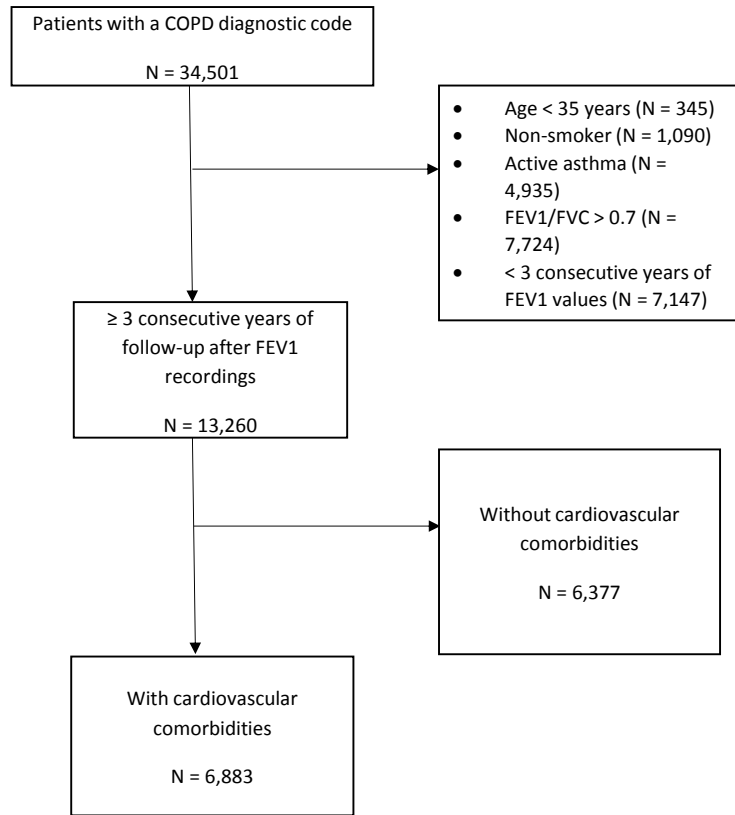 Patients with a COPD diagnostic code
N = 34,501
• Age < 35 years (N = 345)
• Non-smoker (N = 1,090)
• Active asthma (N =
4,935)
• FEV1/FVC > 0.7 (N =
7,724)
• < 3 consecutive years of
FEV1 values (N = 7,147)
≥ 3 consecutive years of
follow-up after FEV1
recordings
N = 13,260
Without cardiovascular
comorbidities
N = 6,377
With cardiovascular
comorbidities
N = 6,883